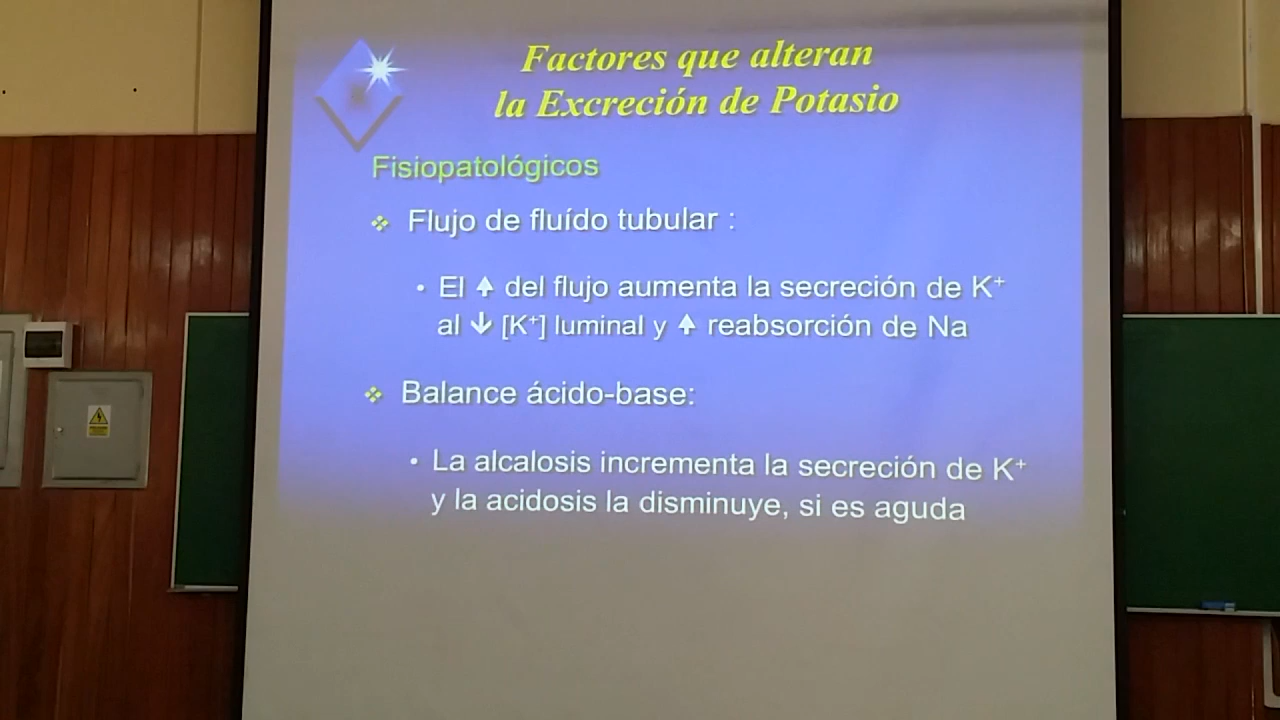 Factores que alteran
la Excreción de Potasio
Fisiopatológicos
❖ Flujo de fluído tubular :
• El ↑ del flujo aumenta la secreción de K⁺
al ↓ [K⁺] luminal y ↑ reabsorción de Na
❖ Balance ácido-base:
• La alcalosis incrementa la secreción de K⁺
y la acidosis la disminuye, si es aguda